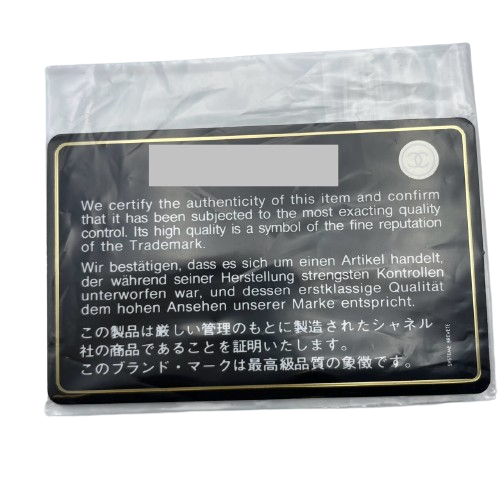 We certify the authenticity of this item and confirm
that it has been subjected to the most exacting quality
control. Its high quality is a symbol of the fine reputation
of the Trademark.
Wir bestätigen, dass es sich um einen Artikel handelt,
der während seiner Herstellung strengsten Kontrollen
unterworfen war, und dessen erstklassige Qualität
dem hohen Ansehen unserer Marke entspricht.
この製品は厳しい管理のもとに製造されたシャネル
社の商品であることを証明いたします。
このブランド・マークは最高級品質の象徴です。